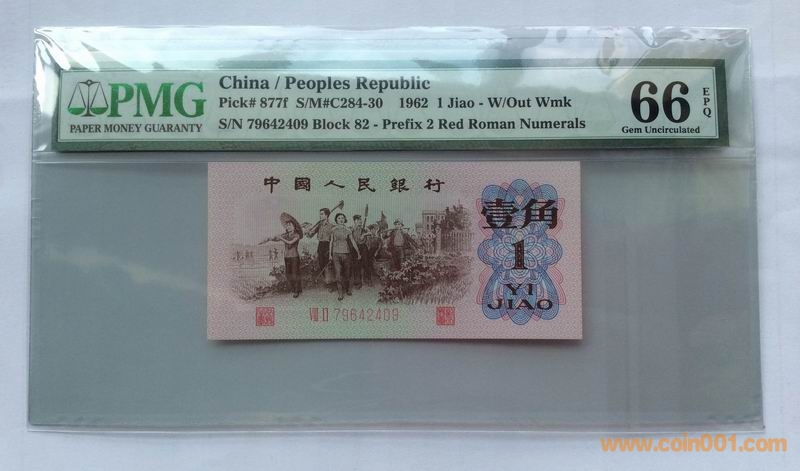 PMG
PAPER MONEY GUARANTY
China / Peoples Republic
Pick# 877f S/M#C284-30 1962 1 Jiao - W/Out Wmk
S/N 79642409 Block 82 - Prefix 2 Red Roman Numerals
66 EPQ
Gem Uncirculated
中國人民銀行
壹角
1
YI
JIAO
VIII II 79642409
www.coin001.com